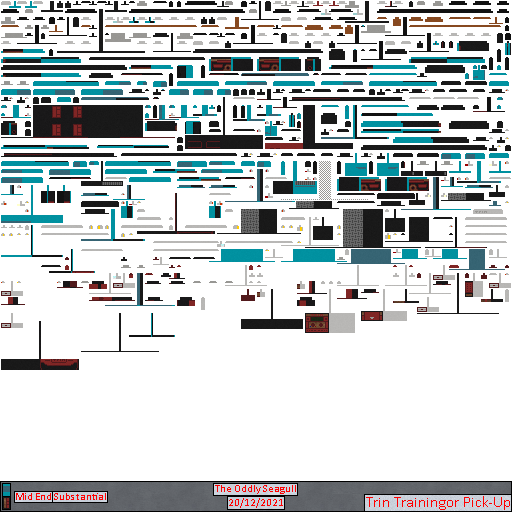 The Oddly Seagull
Mid End Substantial
20/12/2021
Trin Trainingor Pick-Up